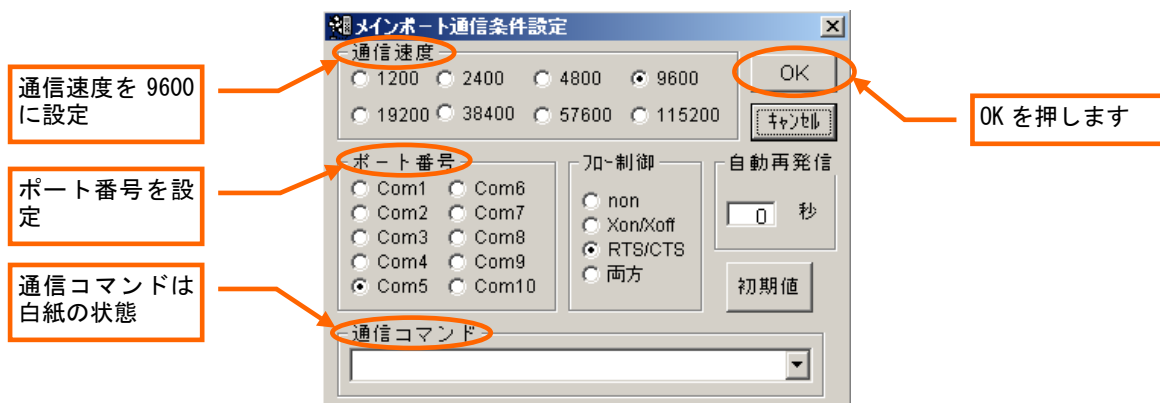 メインポート通信条件設定
通信速度
1200 2400 4800 9600
19200 38400 57600 115200
OK
キャンセル
通信速度を 9600
に設定
OK を押します
ポート番号
Com1 Com6
Com2 Com7
Com3 Com8
Com4 Com9
Com5 Com10
フロー制御
non
Xon/Xoff
RTS/CTS
両方
自動再発信
0 秒
初期値
ポート番号を設
定
通信コマンドは
白紙の状態
通信コマンド